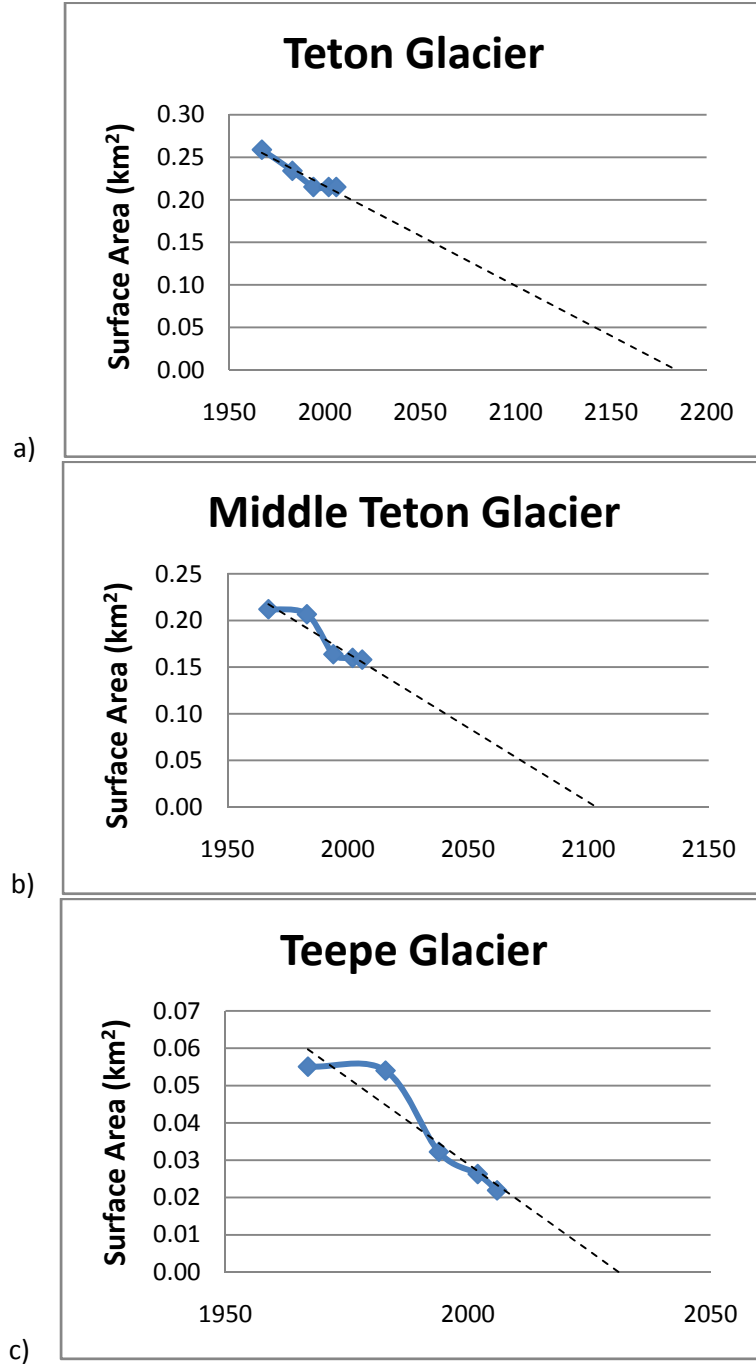 Teton Glacier
Surface Area (km²)
0.30
0.25
0.20
0.15
0.10
0.05
0.00
1950 2000 2050 2100 2150 2200
a)
Middle Teton Glacier
Surface Area (km²)
0.25
0.20
0.15
0.10
0.05
0.00
1950 2000 2050 2100 2150
b)
Teepe Glacier
Surface Area (km²)
0.07
0.06
0.05
0.04
0.03
0.02
0.01
0.00
1950 2000 2050
c)